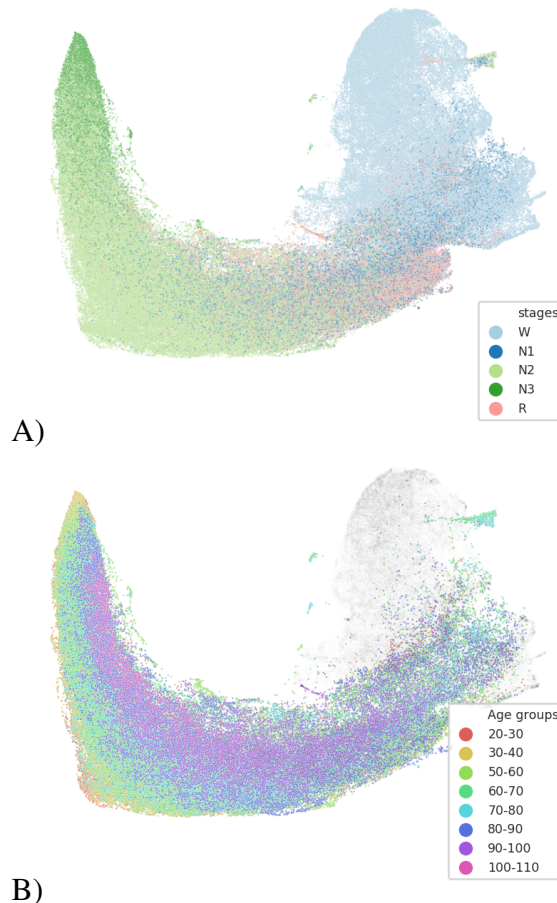 stages
W
N1
N2
N3
R
A)
Age groups
20-30
30-40
50-60
60-70
70-80
80-90
90-100
100-110
B)